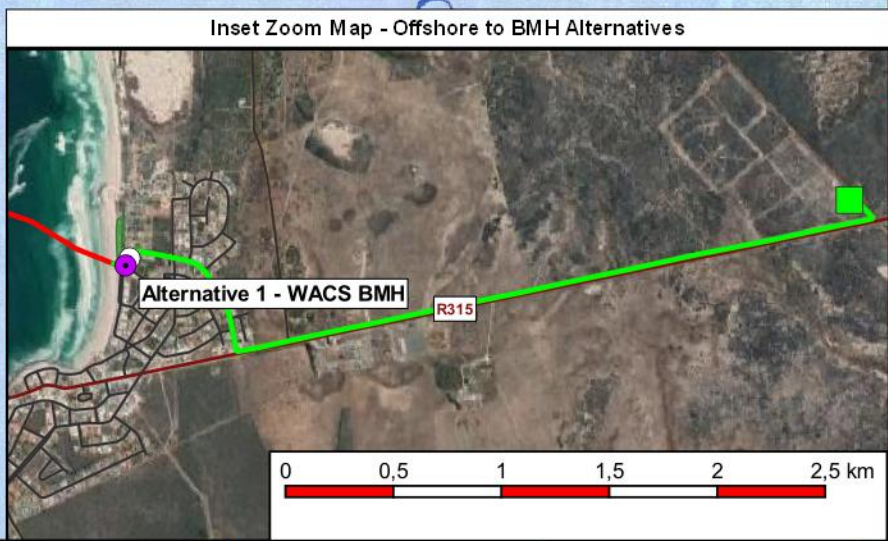 Inset Zoom Map - Offshore to BMH Alternatives
Alternative 1 - WACS BMH
R315
0 0,5 1 1,5 2 2,5 km